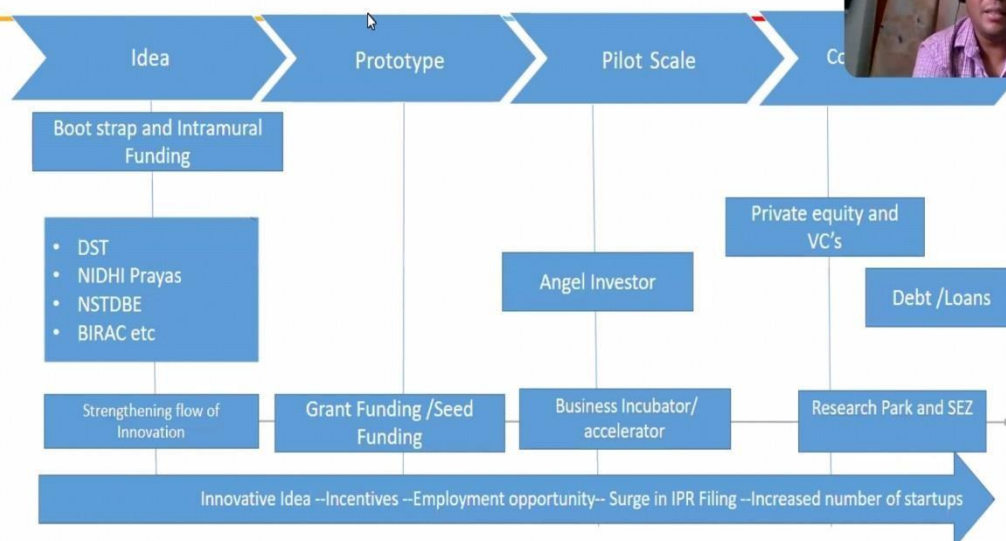 Idea
Prototype
Pilot Scale
Boot strap and Intramural
Funding
• DST
• NIDHI Prayas
• NSTDBE
• BIRAC etc
Private equity and
VC's
Angel Investor
Debt /Loans
Strengthening flow of
Innovation
Grant Funding /Seed
Funding
Business Incubator/
accelerator
Research Park and SEZ
Innovative Idea --Incentives --Employment opportunity-- Surge in IPR Filing --Increased number of startups